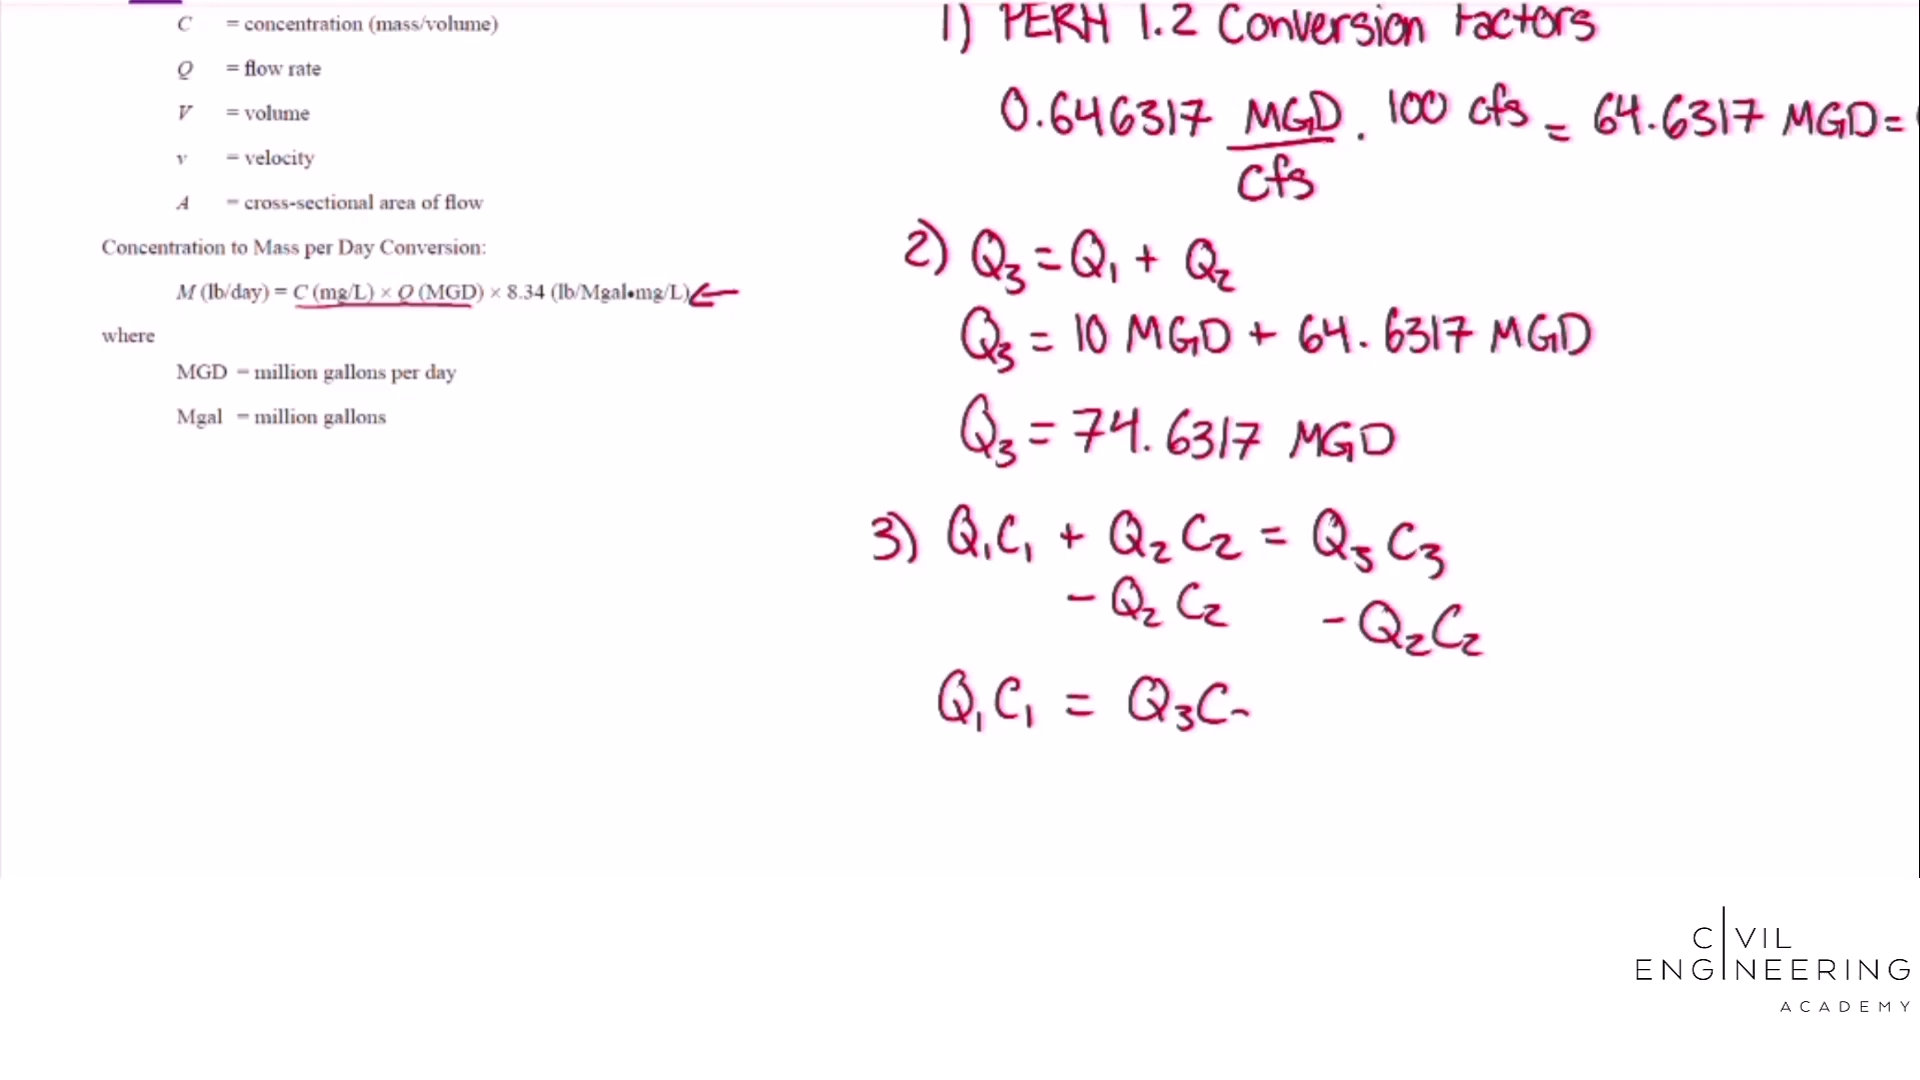 C = concentration (mass/volume)
Q = flow rate
V = volume
v = velocity
A = cross-sectional area of flow
Concentration to Mass per Day Conversion:
M (lb/day) = C (mg/L) × Q (MGD) × 8.34 (lb/Mgal•mg/L)
where
MGD = million gallons per day
Mgal = million gallons
1) PERH 1.2 Conversion factors
0.646317 MGD/cfs . 100 cfs = 64.6317 MGD =
2) Q₃ = Q₁ + Q₂
Q₃ = 10 MGD + 64.6317 MGD
Q₃ = 74.6317 MGD
3) Q₁C₁ + Q₂C₂ = Q₃C₃
- Q₂C₂ - Q₂C₂
Q₁C₁ = Q₃C
CIVIL
ENGINEERING
ACADEMY